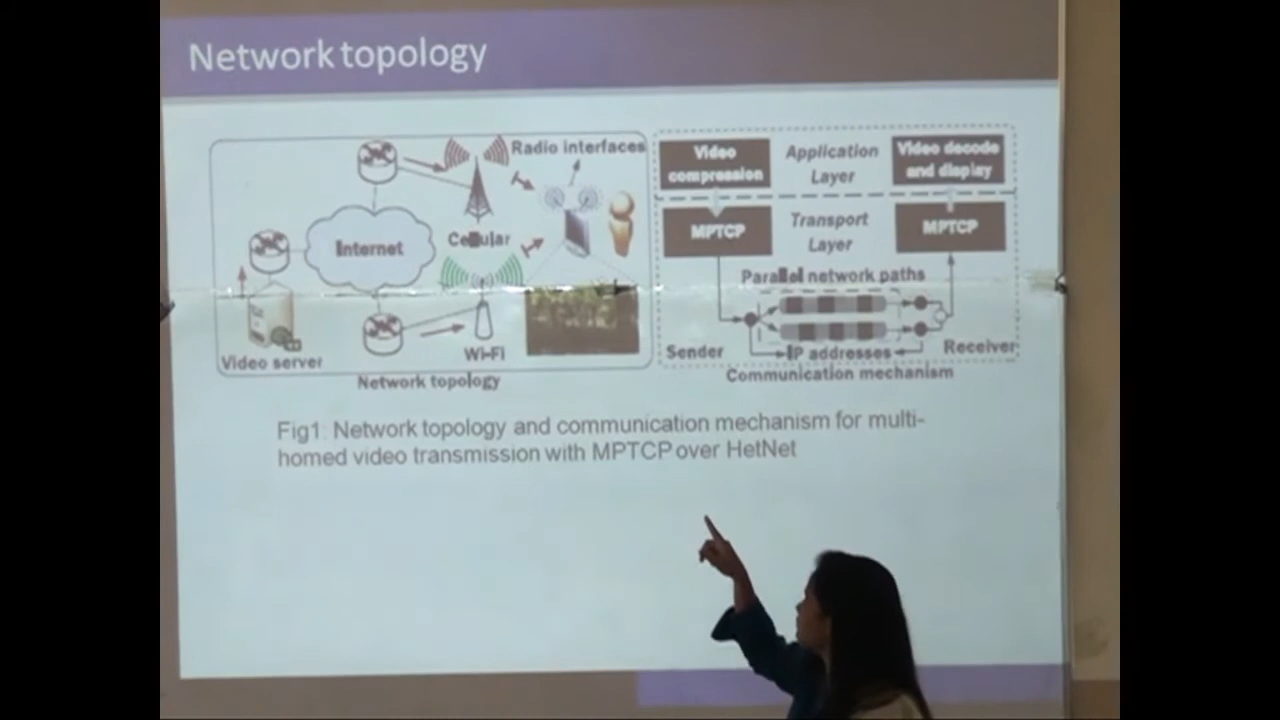 Network topology
Radio interfaces
Internet
Cellular
Video server
Wi-Fi
Network topology
Video
compression
Application
Layer
Video decode
and display
MPTCP
Transport
Layer
MPTCP
Parallel network paths
Sender
IP addresses
Receiver
Communication mechanism
Fig1: Network topology and communication mechanism for multi-
homed video transmission with MPTCP over HetNet